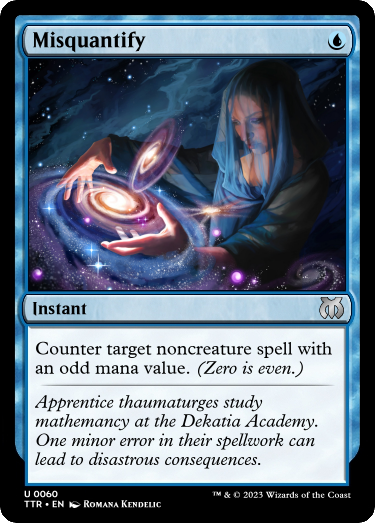 Misquantify
Instant
Counter target noncreature spell with
an odd mana value. (Zero is even.)
Apprentice thaumaturges study
mathemancy at the Dekatia Academy.
One minor error in their spellwork can
lead to disastrous consequences.
U 0060
TTR • EN Romana Kendelic
™ & © 2023 Wizards of the Coast